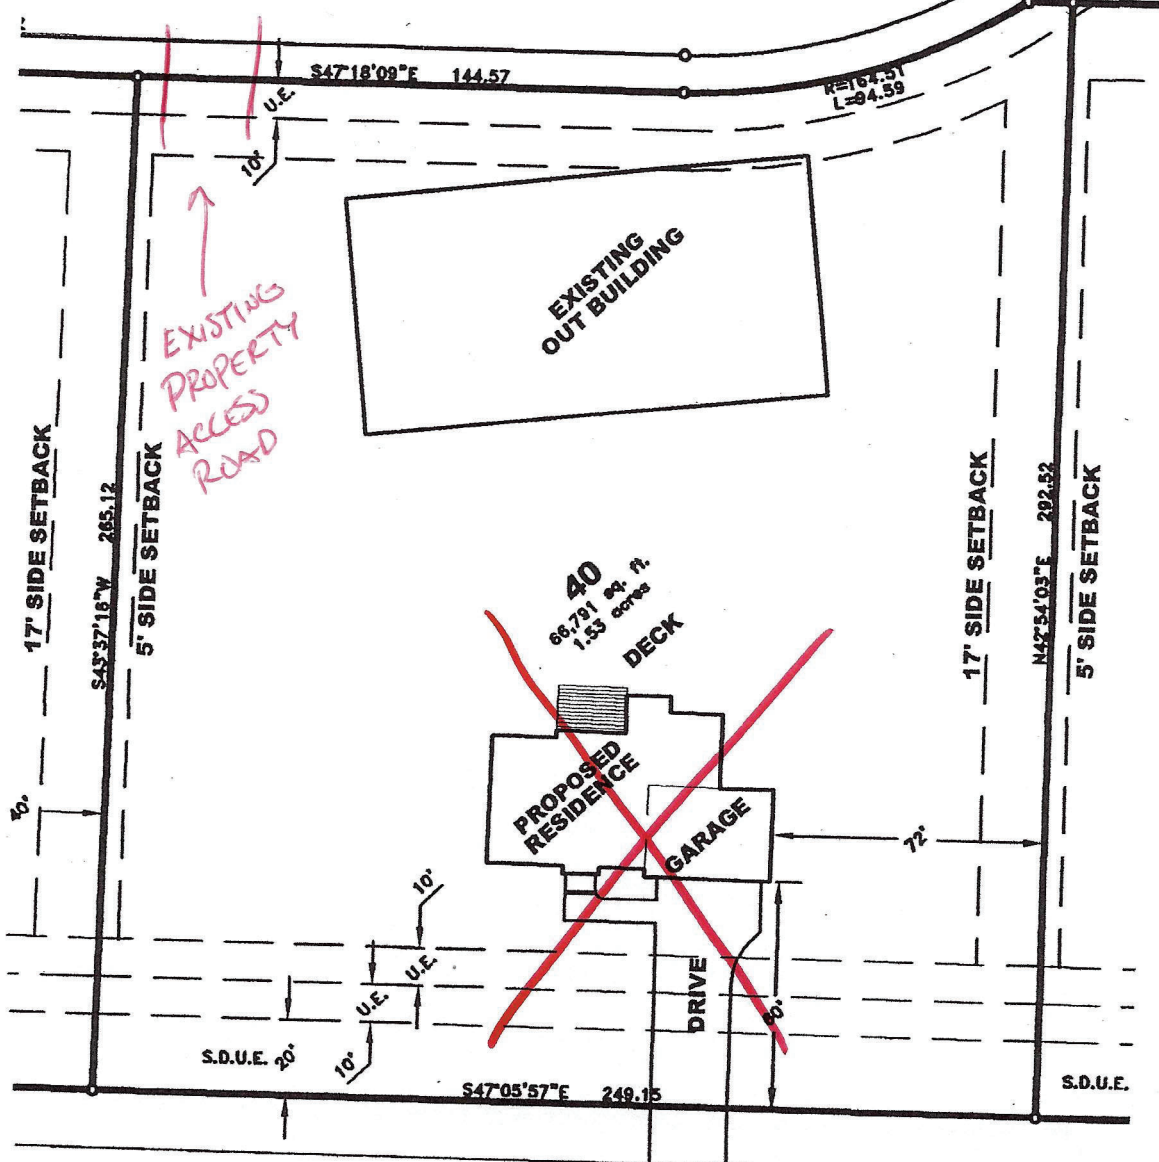 S47°18'09"E 144.57
R=164.51
L=94.59
U.E.
10'
EXISTING
OUT BUILDING
EXISTING
PROPERTY
ACCESS
ROAD
17' SIDE SETBACK
S43°37'18"W 265.12
5' SIDE SETBACK
17' SIDE SETBACK
N42°54'03"E 292.52
5' SIDE SETBACK
40
66,791 sq. ft.
1.53 acres
DECK
PROPOSED
RESIDENCE
GARAGE
72'
10'
U.E.
U.E.
10'
DRIVE
60'
S.D.U.E. 20'
S47°05'57"E 249.15
S.D.U.E.